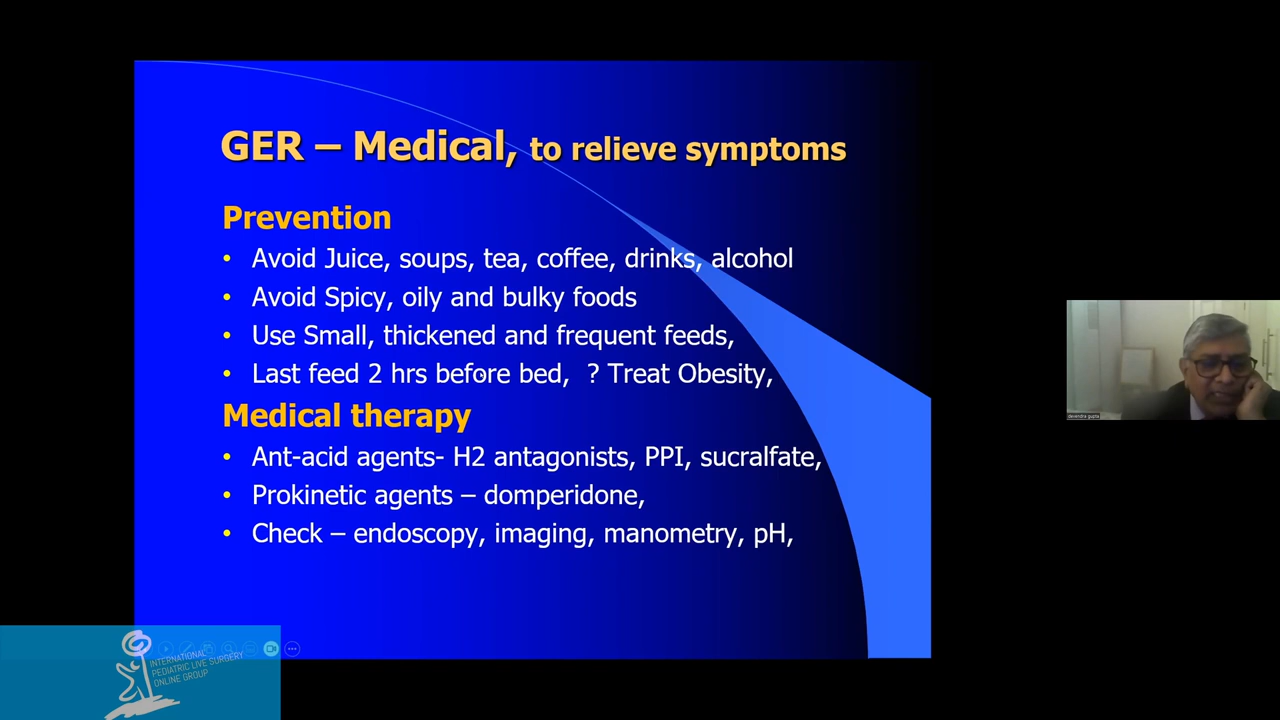 GER – Medical, to relieve symptoms
Prevention
• Avoid Juice, soups, tea, coffee, drinks, alcohol
• Avoid Spicy, oily and bulky foods
• Use Small, thickened and frequent feeds,
• Last feed 2 hrs before bed, ? Treat Obesity,
Medical therapy
• Ant-acid agents- H2 antagonists, PPI, sucralfate,
• Prokinetic agents – domperidone,
• Check – endoscopy, imaging, manometry, pH,
INTERNATIONAL
PEDIATRIC LIVE SURGERY
ONLINE GROUP
devendra gupta